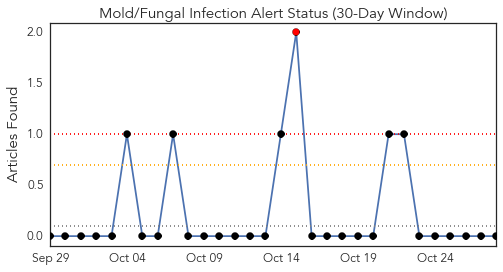 Mold/Fungal Infection Alert Status (30-Day Window)
Articles Found
2.0
1.5
1.0
0.5
0.0
Sep 29 Oct 04 Oct 09 Oct 14 Oct 19 Oct 24